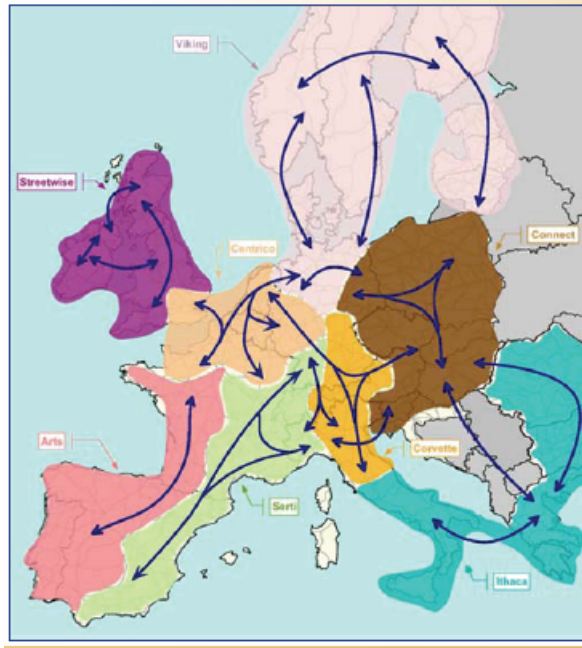 Viking
Streetwise
Centrico
Connect
Arts
Corvette
Serti
Ithaca